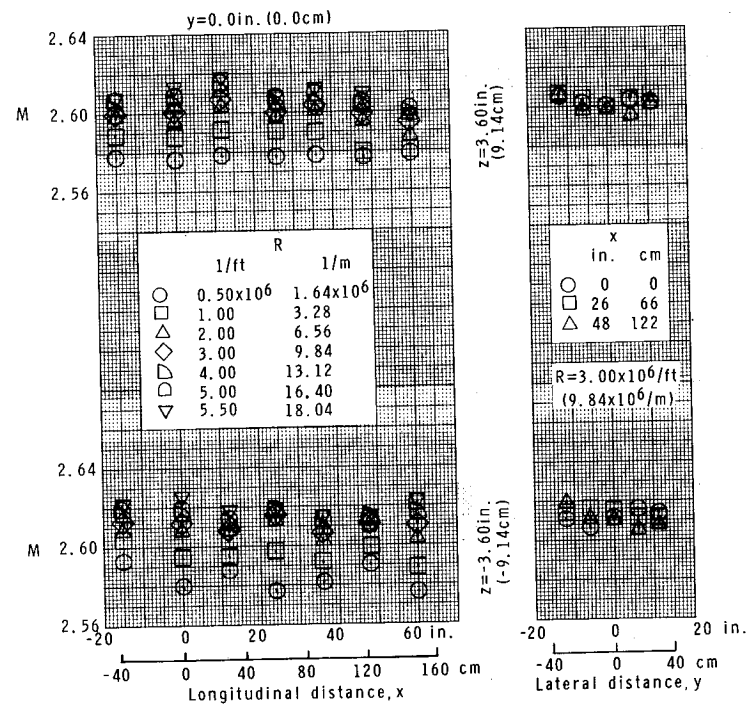 y=0.0in.(0.0cm)
2.64
M 2.60
2.56
z=3.60in.
(9.14cm)
R
1/ft 1/m
0.50x10⁶ 1.64x10⁶
1.00 3.28
2.00 6.56
3.00 9.84
4.00 13.12
5.00 16.40
5.50 18.04
x
in. cm
0 0
26 66
48 122
R=3.00x10⁶/ft
(9.84x10⁶/m)
2.64
M 2.60
2.56
z=-3.60in.
(-9.14cm)
-20 0 20 40 60 in.
-40 0 40 80 120 160 cm
Longitudinal distance, x
-20 0 20 in.
-40 0 40 cm
Lateral distance, y